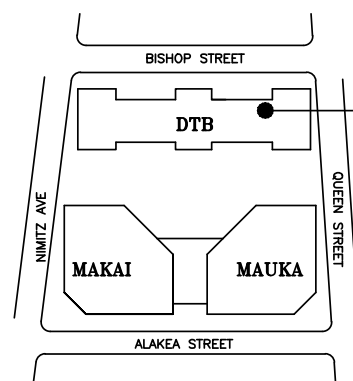 BISHOP STREET
DTB
NIMITZ AVE
QUEEN STREET
MAKAI
MAUKA
ALAKEA STREET